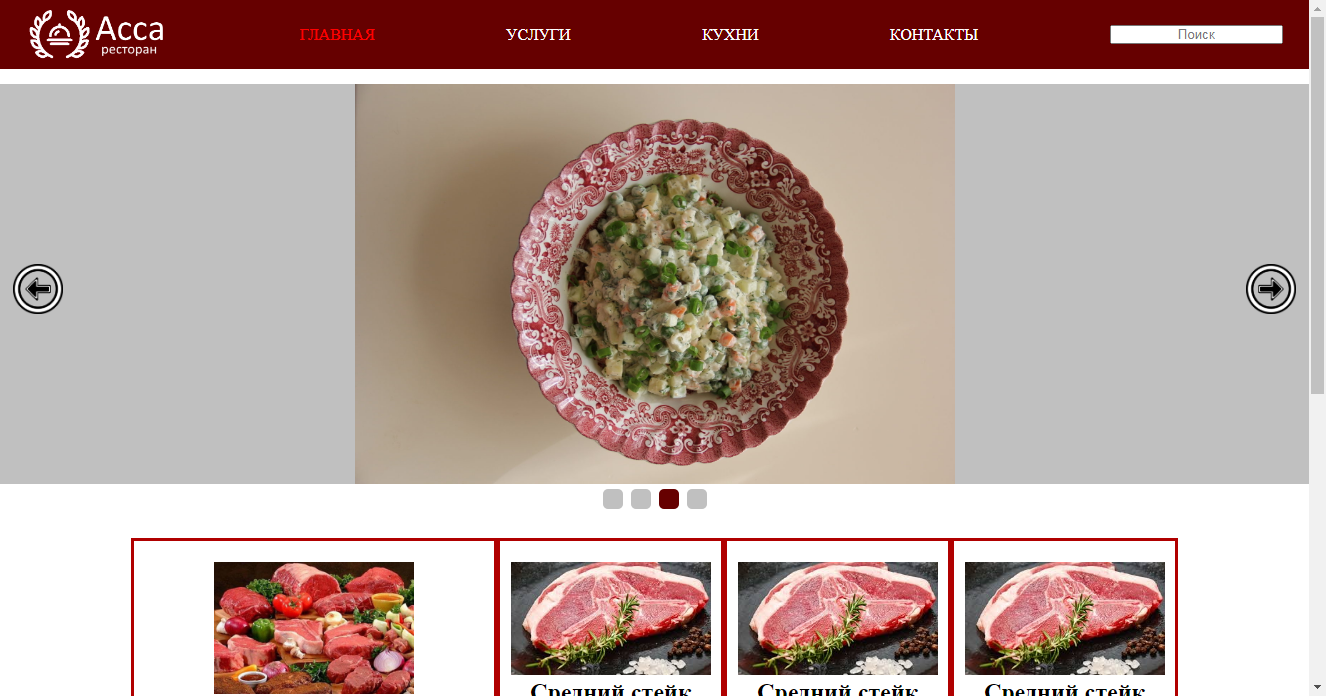 Асса
ресторан
ГЛАВНАЯ
УСЛУГИ
КУХНИ
КОНТАКТЫ
Поиск
Средний стейк
Средний стейк
Средний стейк